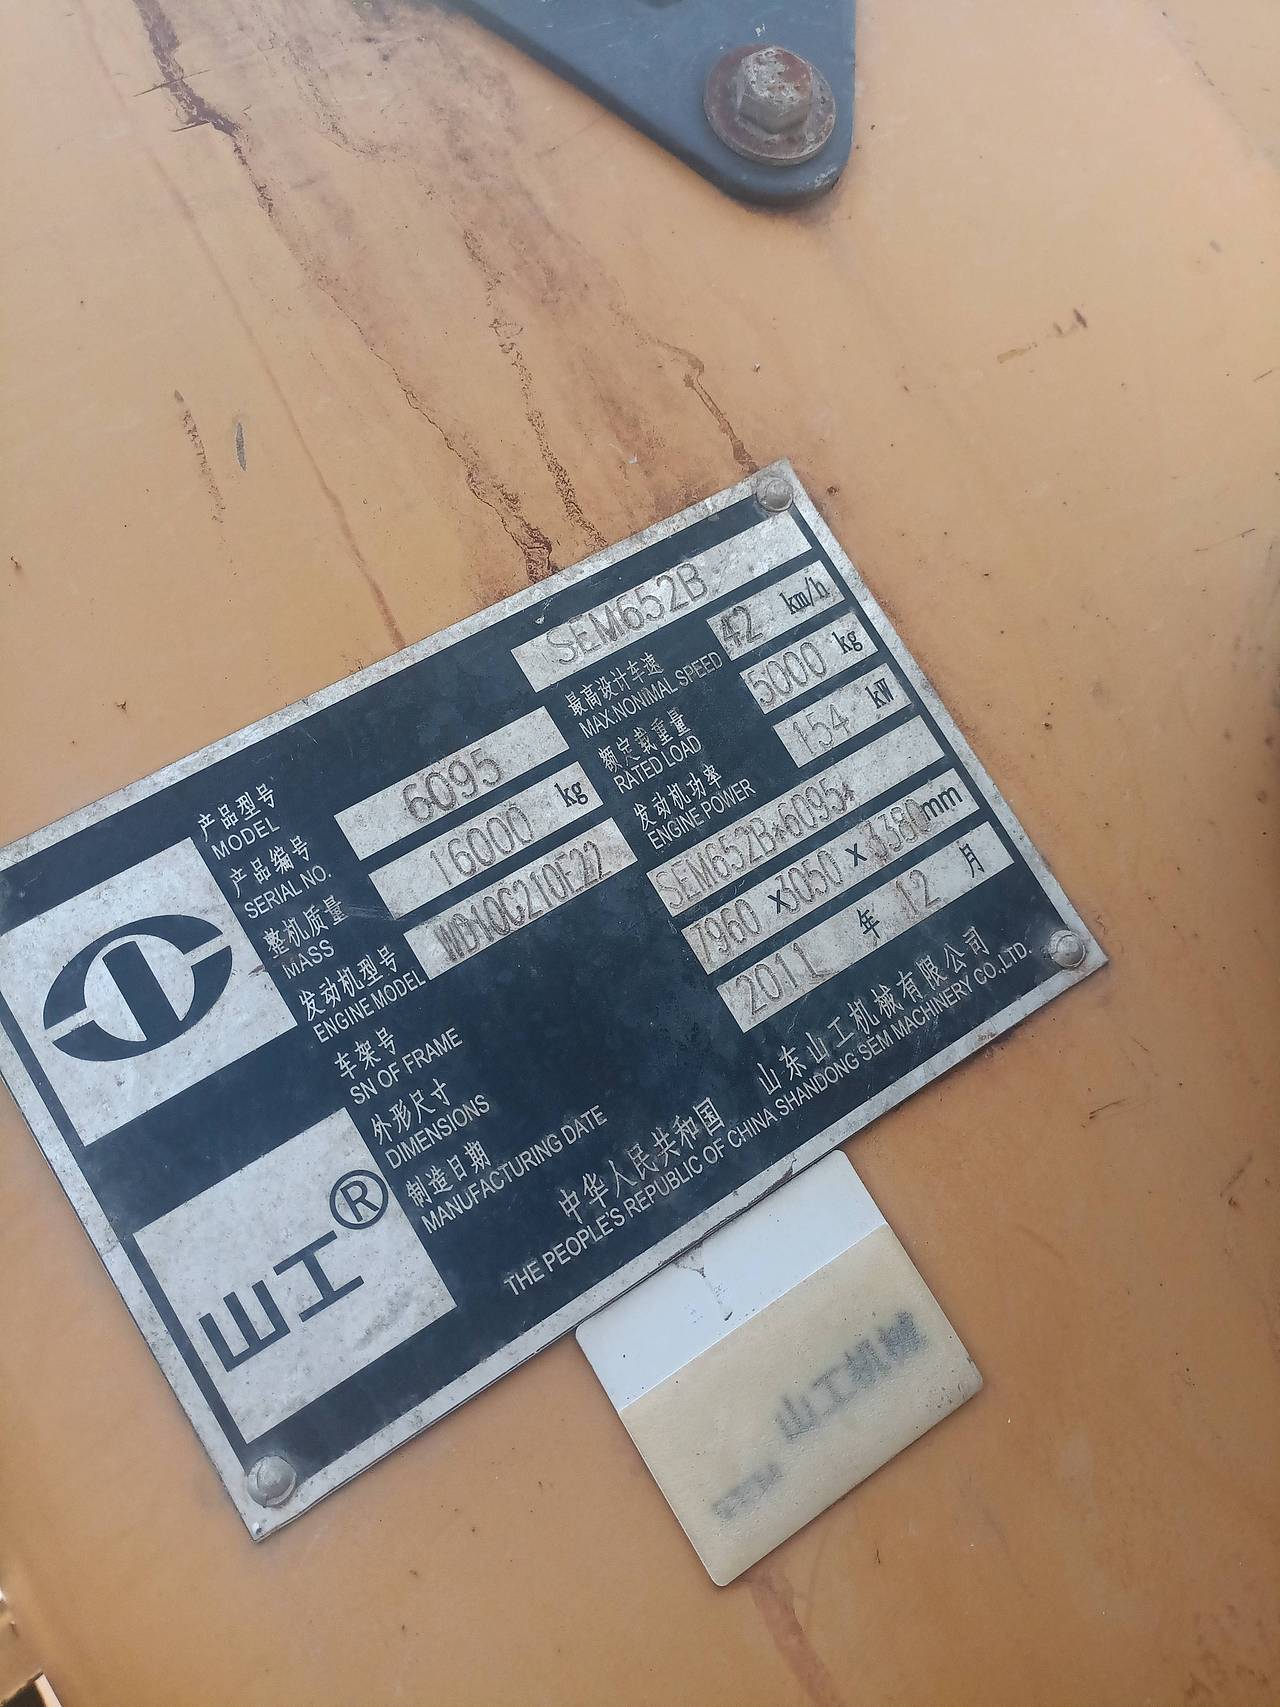 产品型号 SEM652B
MODEL
产品编号 6095 最高设计车速 42 km/h
SERIAL NO. MAX.NONIMAL SPEED
整机质量 16000 kg 额定载重量 5000 kg
MASS RATED LOAD
发动机型号 WD10G210E22 发动机功率 154 kW
ENGINE MODEL ENGINE POWER
车架号 SEM652B*6095*
SN OF FRAME
外形尺寸 7960 x3050 x 3380mm
DIMENSIONS
制造日期 2011 年 12 月
MANUFACTURING DATE
中华人民共和国 山东山工机械有限公司
THE PEOPLE'S REPUBLIC OF CHINA SHANDONG SEM MACHINERY CO.,LTD.
山工®
山工机械